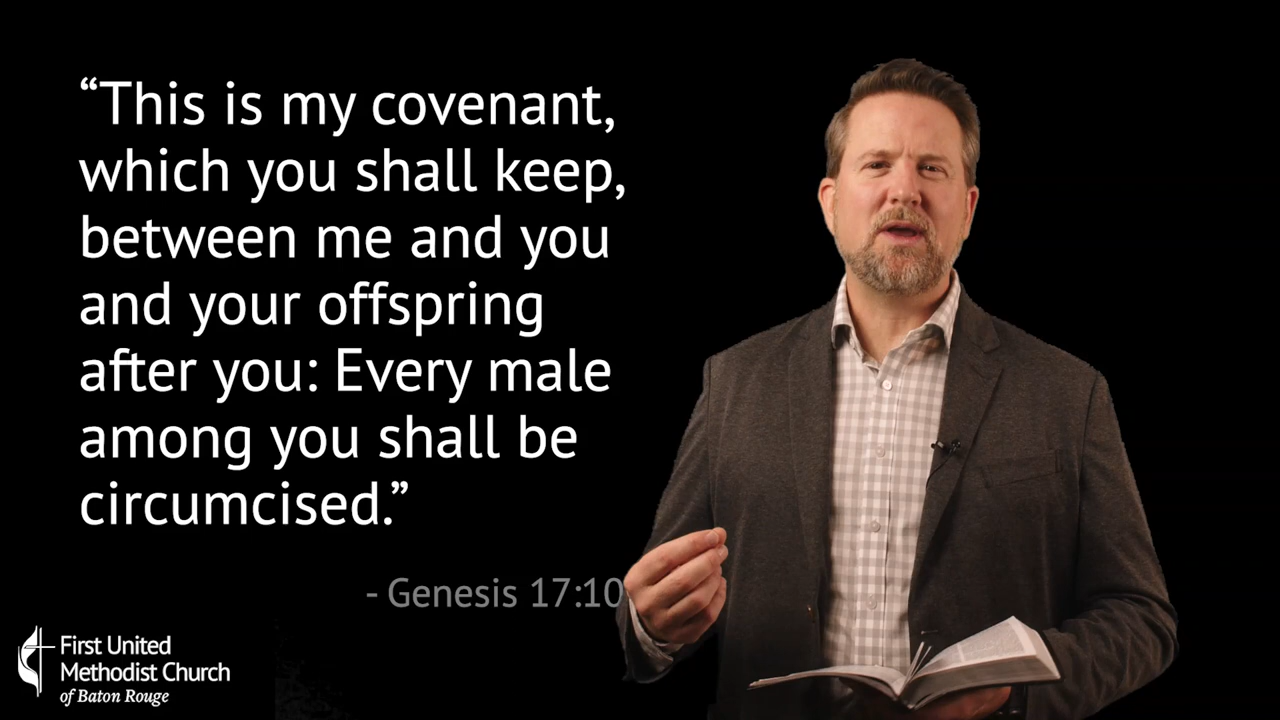 “This is my covenant,
which you shall keep,
between me and you
and your offspring
after you: Every male
among you shall be
circumcised.”
- Genesis 17:10
First United
Methodist Church
of Baton Rouge